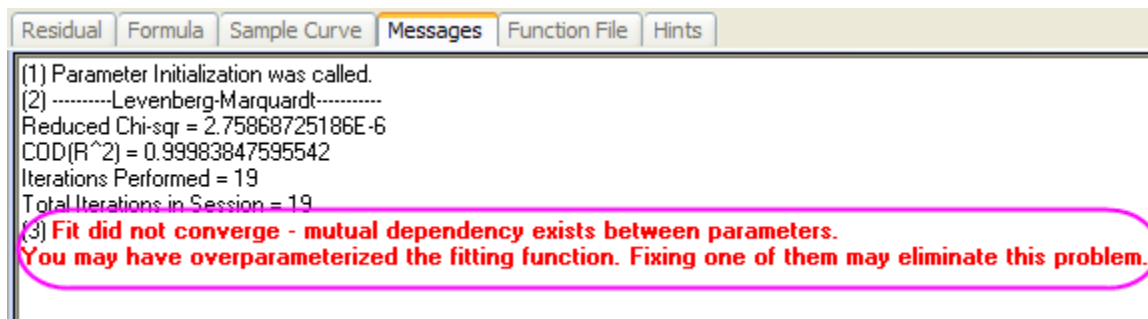 Residual Formula Sample Curve Messages Function File Hints
(1) Parameter Initialization was called.
(2) ----------Levenberg-Marquardt-----------
Reduced Chi-sqr = 2.75868725186E-6
COD(R^2) = 0.99983847595542
Iterations Performed = 19
Total Iterations in Session = 19
(3) Fit did not converge - mutual dependency exists between parameters.
You may have overparameterized the fitting function. Fixing one of them may eliminate this problem.